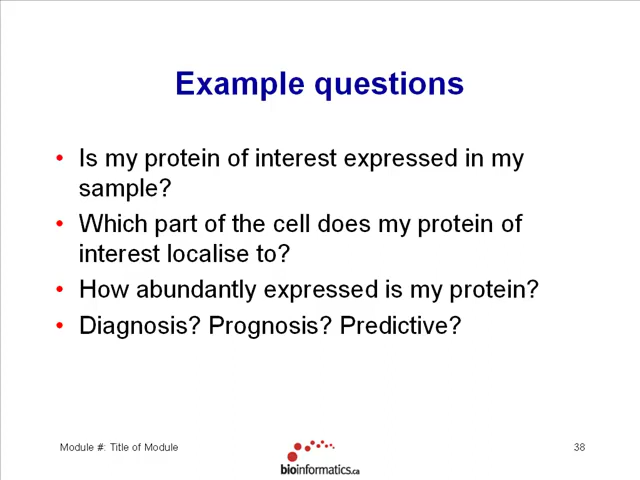 Example questions
• Is my protein of interest expressed in my
sample?
• Which part of the cell does my protein of
interest localise to?
• How abundantly expressed is my protein?
• Diagnosis? Prognosis? Predictive?
Module #: Title of Module
bioinformatics.ca
38